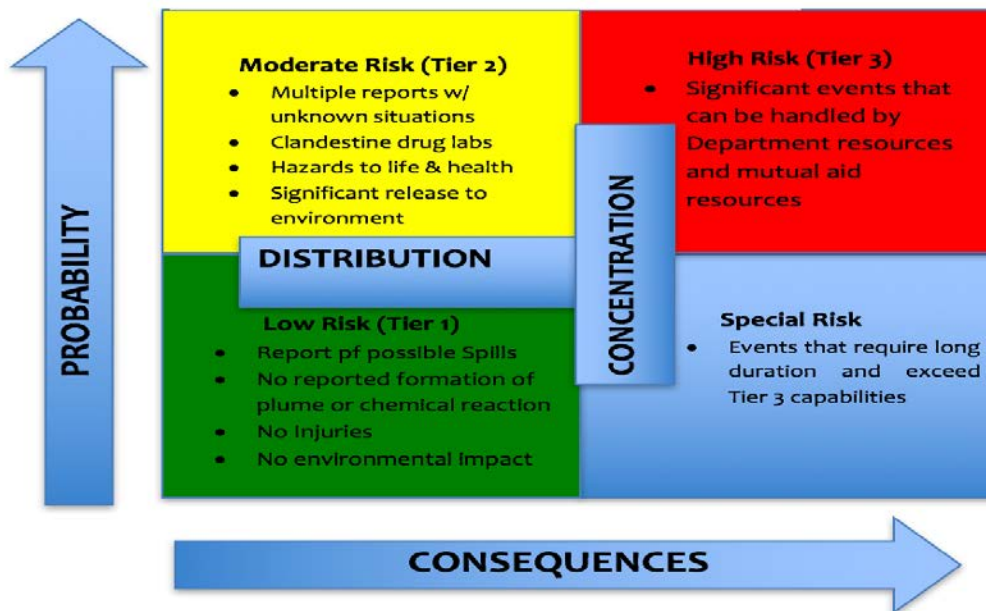 PROBABILITY
Moderate Risk (Tier 2)
• Multiple reports w/
unknown situations
• Clandestine drug labs
• Hazards to life & health
• Significant release to
environment
High Risk (Tier 3)
• Significant events that
can be handled by
Department resources
and mutual aid
resources
DISTRIBUTION
CONCENTRATION
Low Risk (Tier 1)
• Report pf possible Spills
• No reported formation of
plume or chemical reaction
• No Injuries
• No environmental impact
Special Risk
• Events that require long
duration and exceed
Tier 3 capabilities
CONSEQUENCES